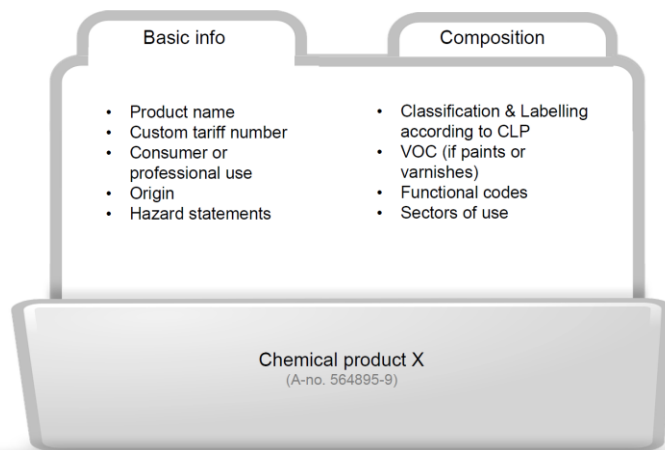 Basic info
Composition
• Product name
• Custom tariff number
• Consumer or
professional use
• Origin
• Hazard statements
• Classification & Labelling
according to CLP
• VOC (if paints or
varnishes)
• Functional codes
• Sectors of use
Chemical product X
(A-no. 564895-9)